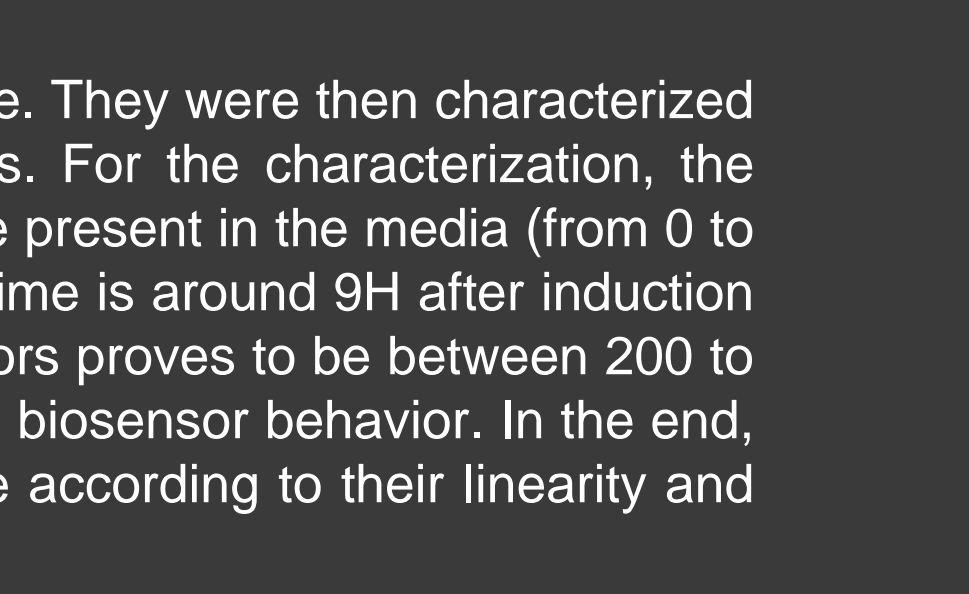 e. They were then characterized
s. For the characterization, the
e present in the media (from 0 to
ime is around 9H after induction
ors proves to be between 200 to
biosensor behavior. In the end,
e according to their linearity and